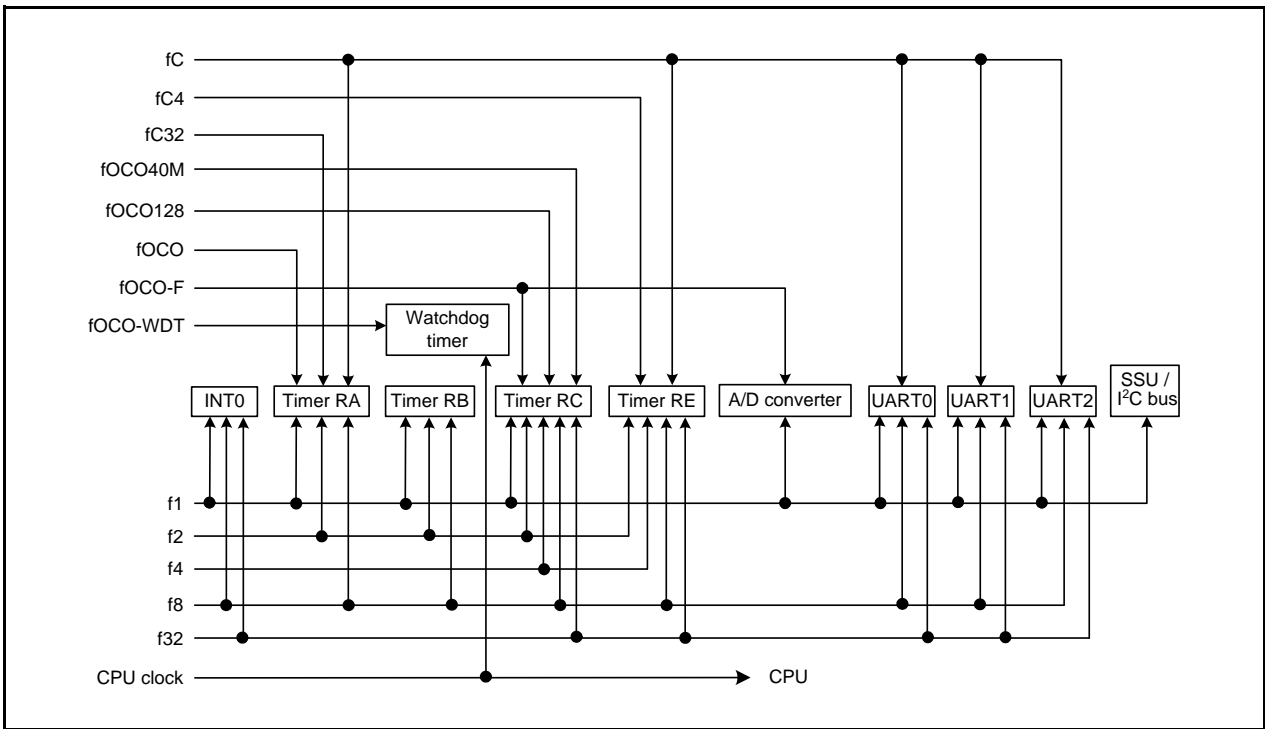 fC
fC4
fC32
fOCO40M
fOCO128
fOCO
fOCO-F
fOCO-WDT
Watchdog
timer
INT0
Timer RA
Timer RB
Timer RC
Timer RE
A/D converter
UART0
UART1
UART2
SSU /
I²C bus
f1
f2
f4
f8
f32
CPU clock
CPU